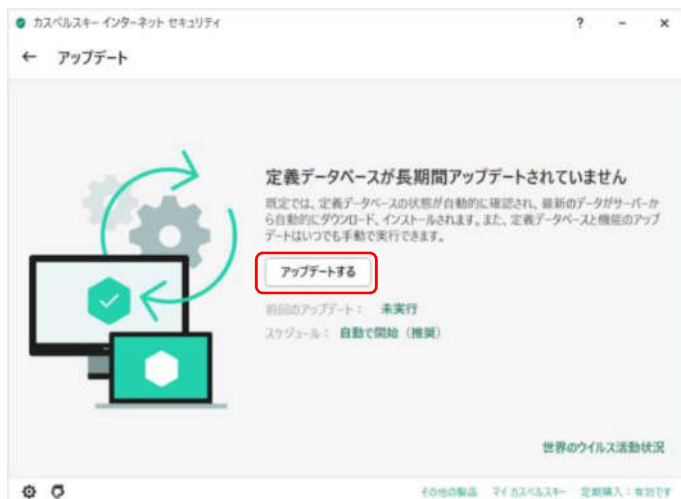 カスペルスキー インターネット セキュリティ
? – ×
← アップデート
定義データベースが長期間アップデートされていません
既定では、定義データベースの状態が自動的に確認され、最新のデータがサーバーか
ら自動的にダウンロード、インストールされます。また、定義データベースと機能のアップ
デートはいつでも手動で実行できます。
アップデートする
前回のアップデート： 未実行
スケジュール： 自動で開始（推奨）
世界のウイルス活動状況
その他の製品 マイ カスペルスキー 定期購入：有効です